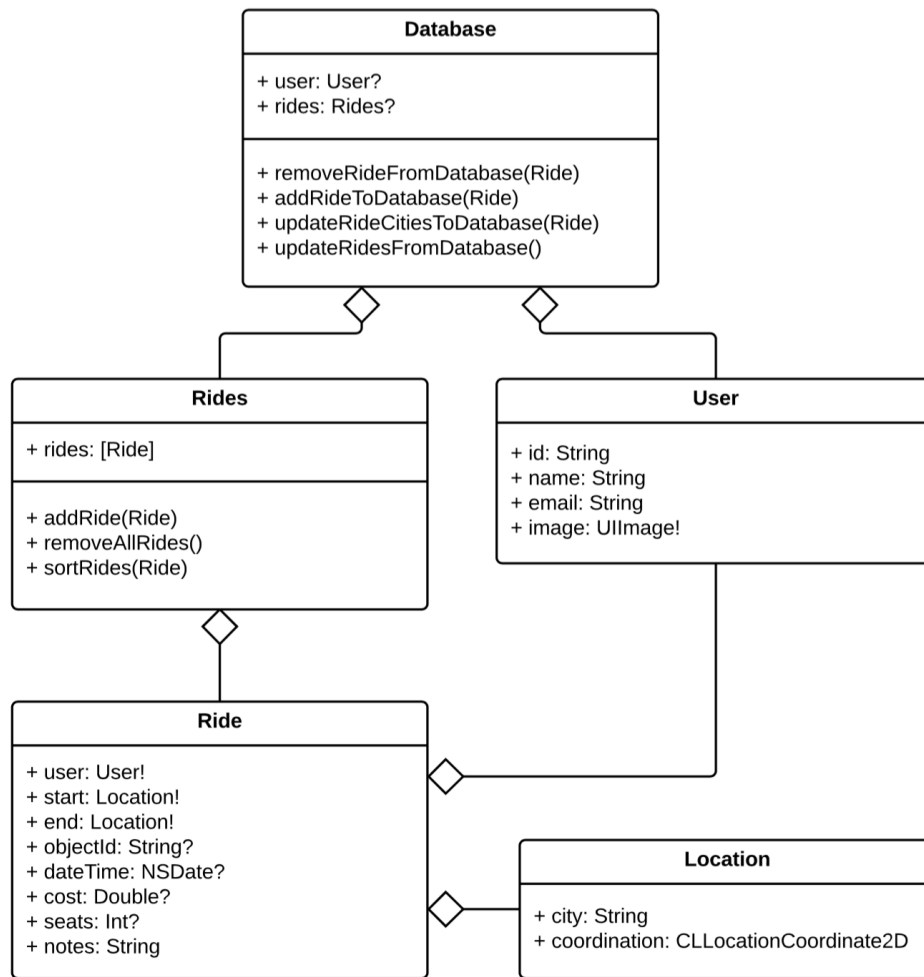 Database
+ user: User?
+ rides: Rides?
+ removeRideFromDatabase(Ride)
+ addRideToDatabase(Ride)
+ updateRideCitiesToDatabase(Ride)
+ updateRidesFromDatabase()
Rides
+ rides: [Ride]
+ addRide(Ride)
+ removeAllRides()
+ sortRides(Ride)
User
+ id: String
+ name: String
+ email: String
+ image: UIImage!
Ride
+ user: User!
+ start: Location!
+ end: Location!
+ objectId: String?
+ dateTime: NSDate?
+ cost: Double?
+ seats: Int?
+ notes: String
Location
+ city: String
+ coordination: CLLocationCoordinate2D